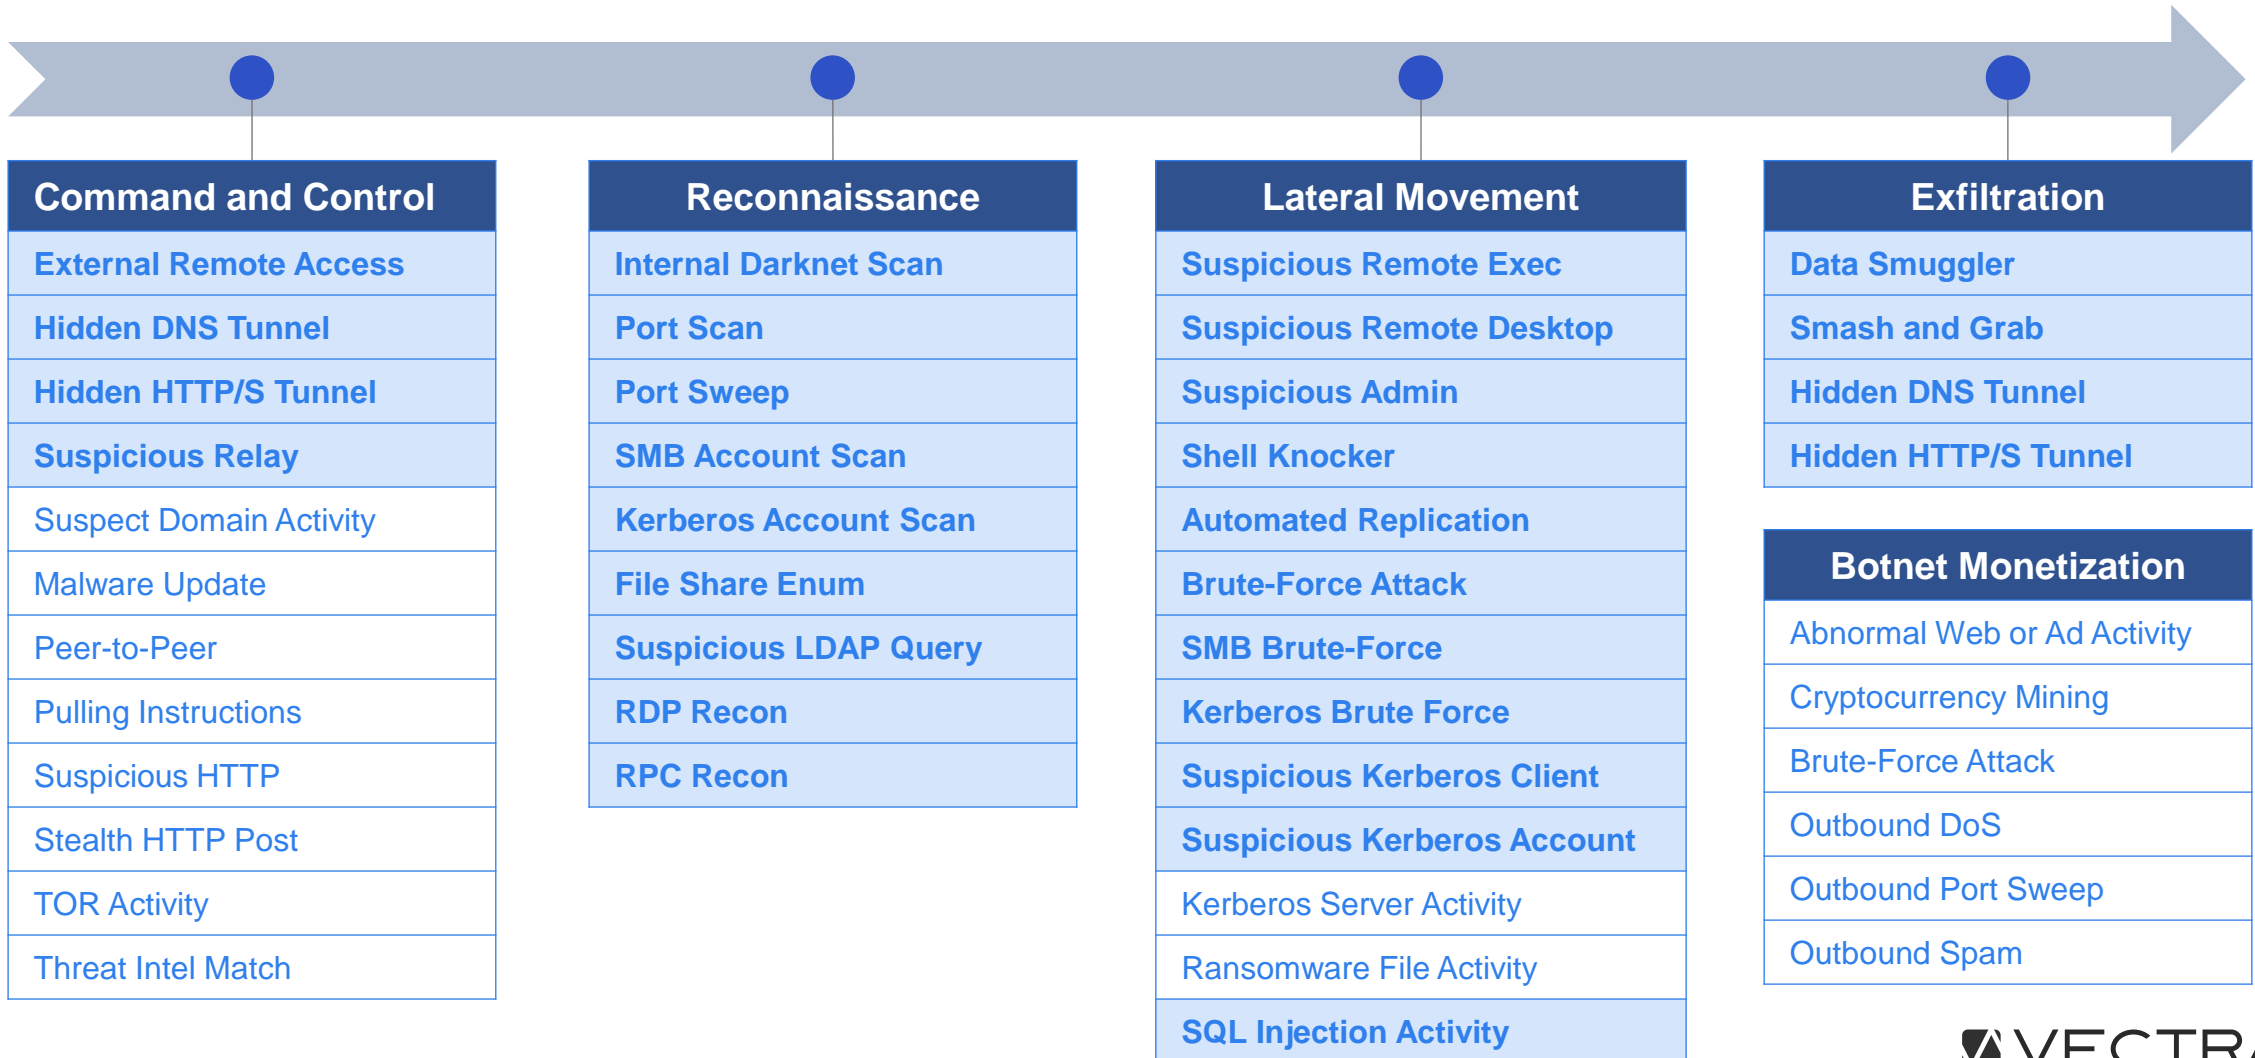 Command and Control
External Remote Access
Hidden DNS Tunnel
Hidden HTTP/S Tunnel
Suspicious Relay
Suspect Domain Activity
Malware Update
Peer-to-Peer
Pulling Instructions
Suspicious HTTP
Stealth HTTP Post
TOR Activity
Threat Intel Match
Reconnaissance
Internal Darknet Scan
Port Scan
Port Sweep
SMB Account Scan
Kerberos Account Scan
File Share Enum
Suspicious LDAP Query
RDP Recon
RPC Recon
Lateral Movement
Suspicious Remote Exec
Suspicious Remote Desktop
Suspicious Admin
Shell Knocker
Automated Replication
Brute-Force Attack
SMB Brute-Force
Kerberos Brute Force
Suspicious Kerberos Client
Suspicious Kerberos Account
Kerberos Server Activity
Ransomware File Activity
SQL Injection Activity
Exfiltration
Data Smuggler
Smash and Grab
Hidden DNS Tunnel
Hidden HTTP/S Tunnel
Botnet Monetization
Abnormal Web or Ad Activity
Cryptocurrency Mining
Brute-Force Attack
Outbound DoS
Outbound Port Sweep
Outbound Spam